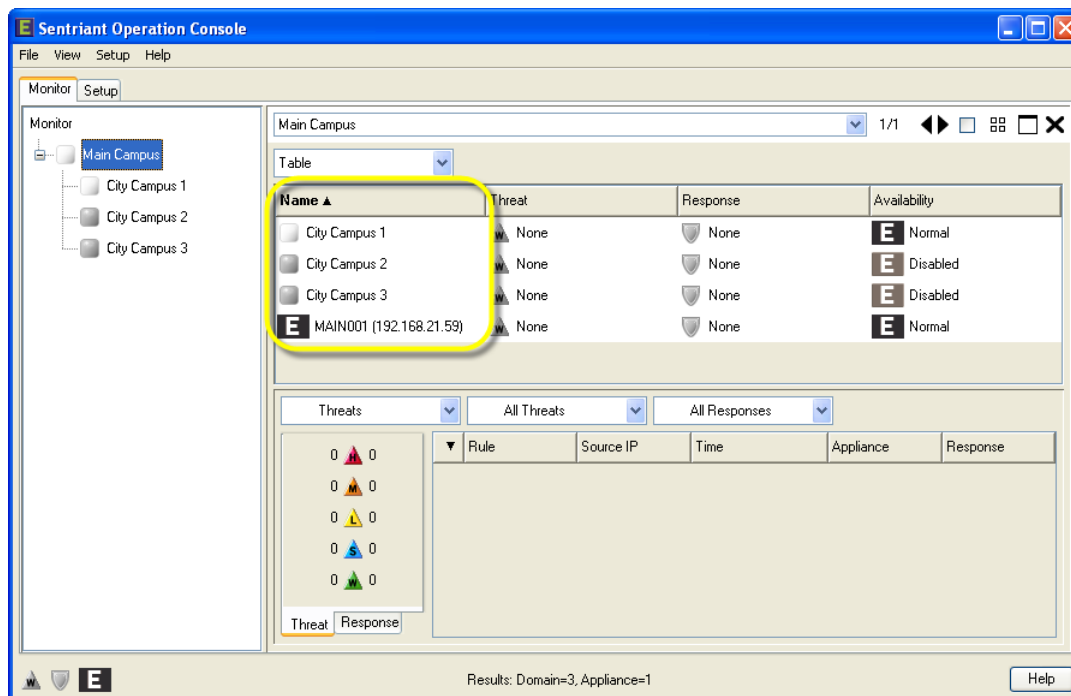 E Sentriant Operation Console
File View Setup Help
Monitor Setup
Monitor
Main Campus
City Campus 1
City Campus 2
City Campus 3
Main Campus 1/1
Table
Name ▲ Threat Response Availability
City Campus 1 W None None E Normal
City Campus 2 W None None E Disabled
City Campus 3 W None None E Disabled
E MAIN001 (192.168.21.59) W None None E Normal
Threats All Threats All Responses
▼ Rule Source IP Time Appliance Response
0 H 0
0 M 0
0 L 0
0 S 0
0 W 0
Threat Response
W E Results: Domain=3, Appliance=1 Help